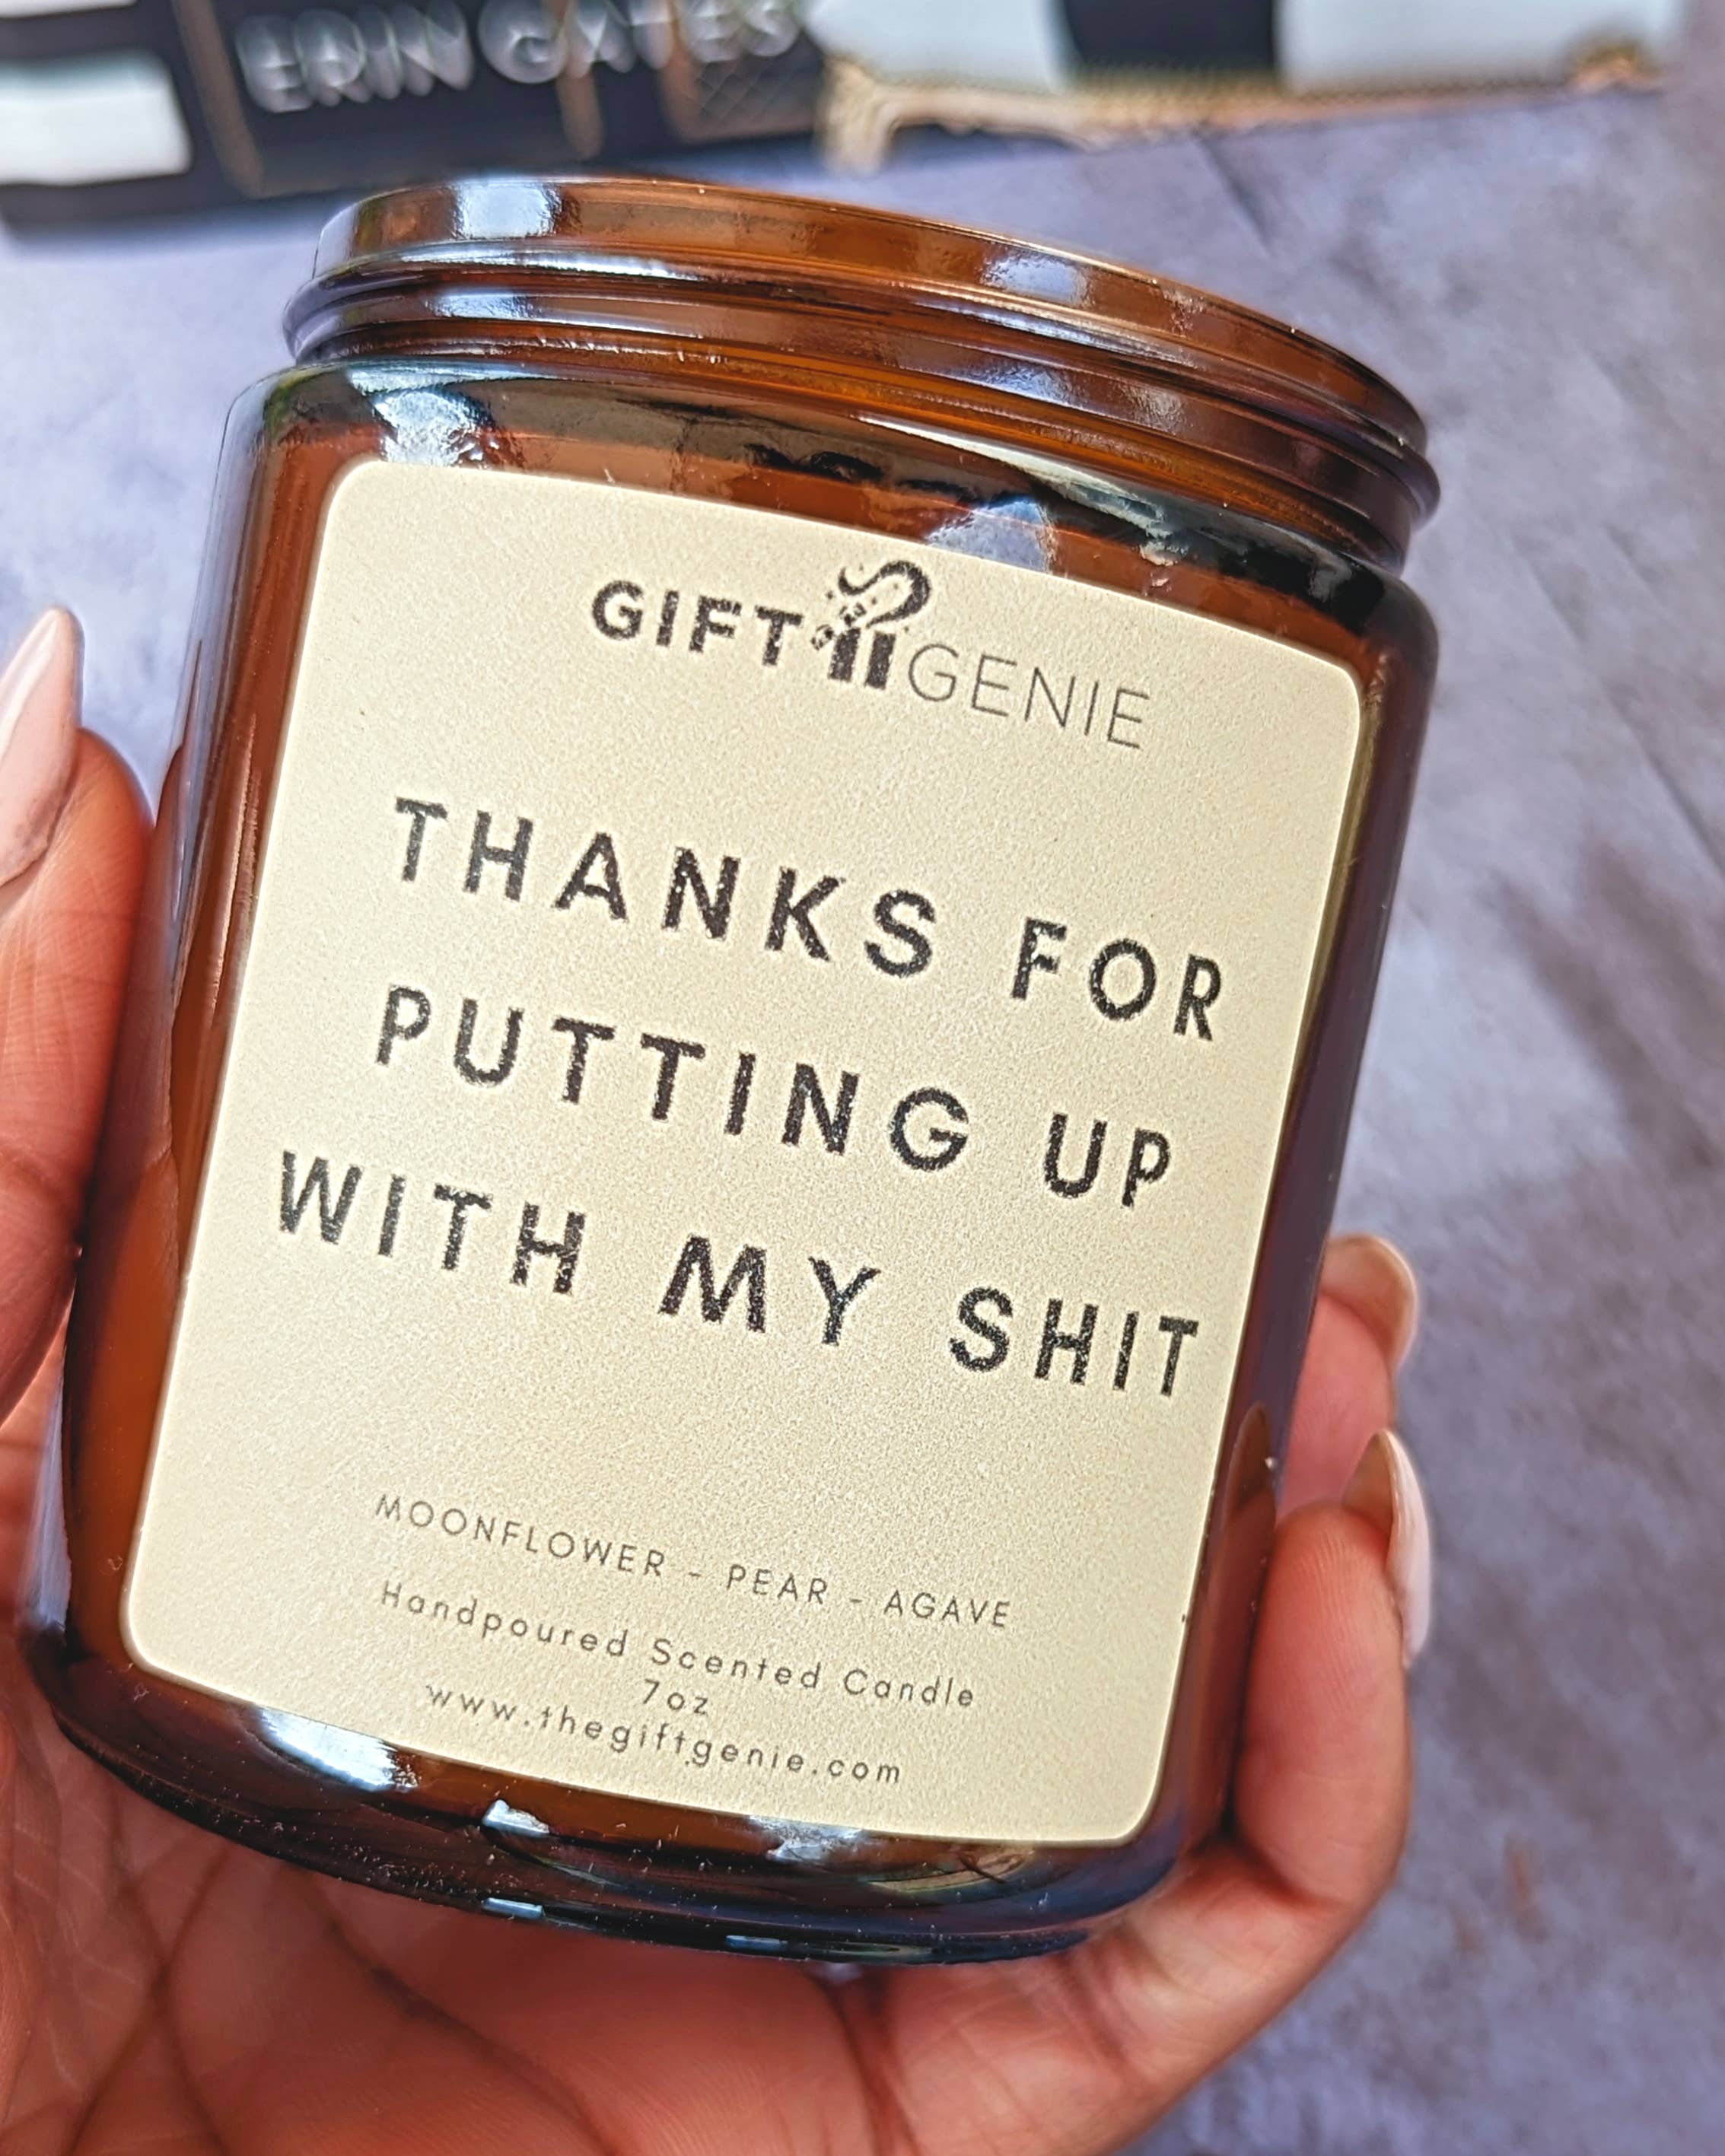 ERIN GATES
GIFT GENIE
THANKS FOR
PUTTING UP
WITH MY SHIT
MOONFLOWER - PEAR - AGAVE
Handpoured Scented Candle
7oz
www.thegiftgenie.com